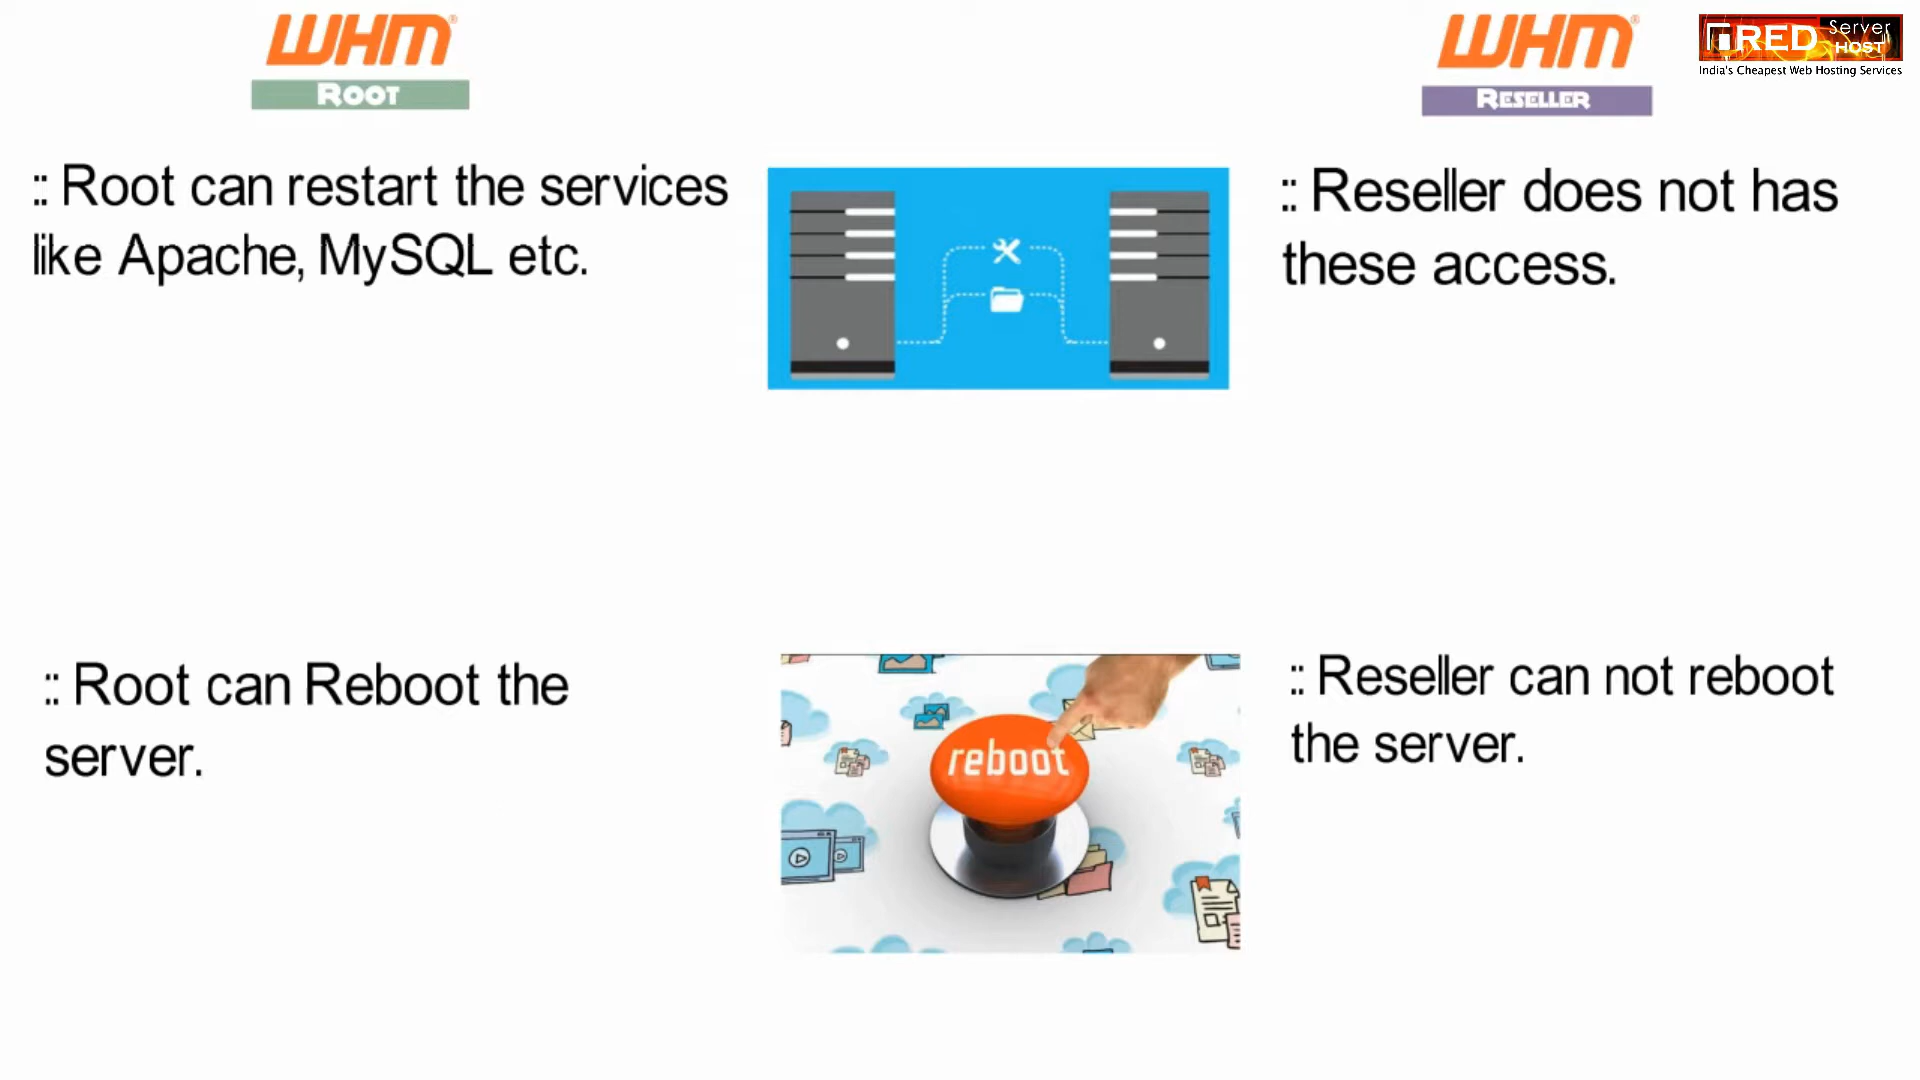 WHM
ROOT
WHM
RESELLER
RED Server
HOST
India's Cheapest Web Hosting Services
:: Root can restart the services
like Apache, MySQL etc.
:: Reseller does not has
these access.
:: Root can Reboot the
server.
reboot
:: Reseller can not reboot
the server.